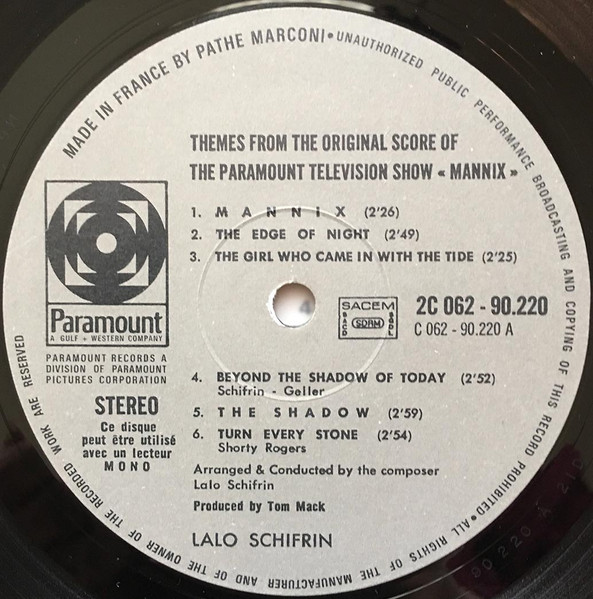 MADE IN FRANCE BY PATHE MARCONI • UNAUTHORIZED PUBLIC PERFORMANCE BROADCASTING AND COPYING OF THIS RECORD PROHIBITED • ALL RIGHTS OF THE MANUFACTURER AND OF THE OWNER OF THE RECORDED WORK ARE RESERVED
THEMES FROM THE ORIGINAL SCORE OF
THE PARAMOUNT TELEVISION SHOW « MANNIX »
1. MANNIX (2'26)
2. THE EDGE OF NIGHT (2'49)
3. THE GIRL WHO CAME IN WITH THE TIDE (2'25)
Paramount
A GULF + WESTERN COMPANY
PARAMOUNT RECORDS A
DIVISION OF PARAMOUNT
PICTURES CORPORATION
STEREO
Ce disque
peut être utilisé
avec un lecteur
MONO
SACEM
SACD
SDRM
SGDL
2C 062 - 90.220
C 062 - 90.220 A
4. BEYOND THE SHADOW OF TODAY (2'52)
Schifrin - Geller
5. THE SHADOW (2'59)
6. TURN EVERY STONE (2'54)
Shorty Rogers
Arranged & Conducted by the composer
Lalo Schifrin
Produced by Tom Mack
LALO SCHIFRIN